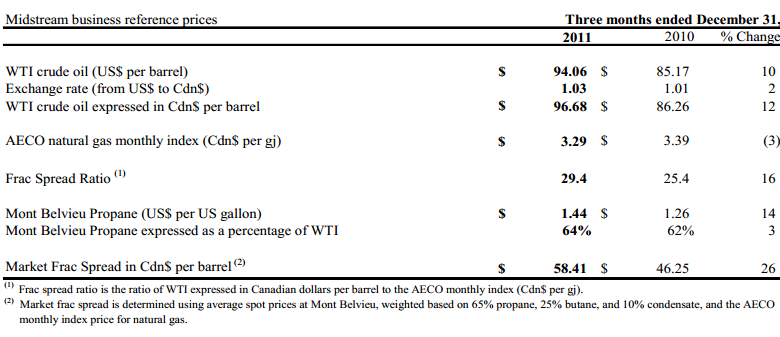 Midstream business reference prices Three months ended December 31,
2011 2010 % Change
WTI crude oil (US$ per barrel) $ 94.06 $ 85.17 10
Exchange rate (from US$ to Cdn$) 1.03 1.01 2
WTI crude oil expressed in Cdn$ per barrel $ 96.68 $ 86.26 12
AECO natural gas monthly index (Cdn$ per gj) $ 3.29 $ 3.39 (3)
Frac Spread Ratio (1) 29.4 25.4 16
Mont Belvieu Propane (US$ per US gallon) $ 1.44 $ 1.26 14
Mont Belvieu Propane expressed as a percentage of WTI 64% 62% 3
Market Frac Spread in Cdn$ per barrel (2) $ 58.41 $ 46.25 26
(1) Frac spread ratio is the ratio of WTI expressed in Canadian dollars per barrel to the AECO monthly index (Cdn$ per gj).
(2) Market frac spread is determined using average spot prices at Mont Belvieu, weighted based on 65% propane, 25% butane, and 10% condensate, and the AECO
monthly index price for natural gas.